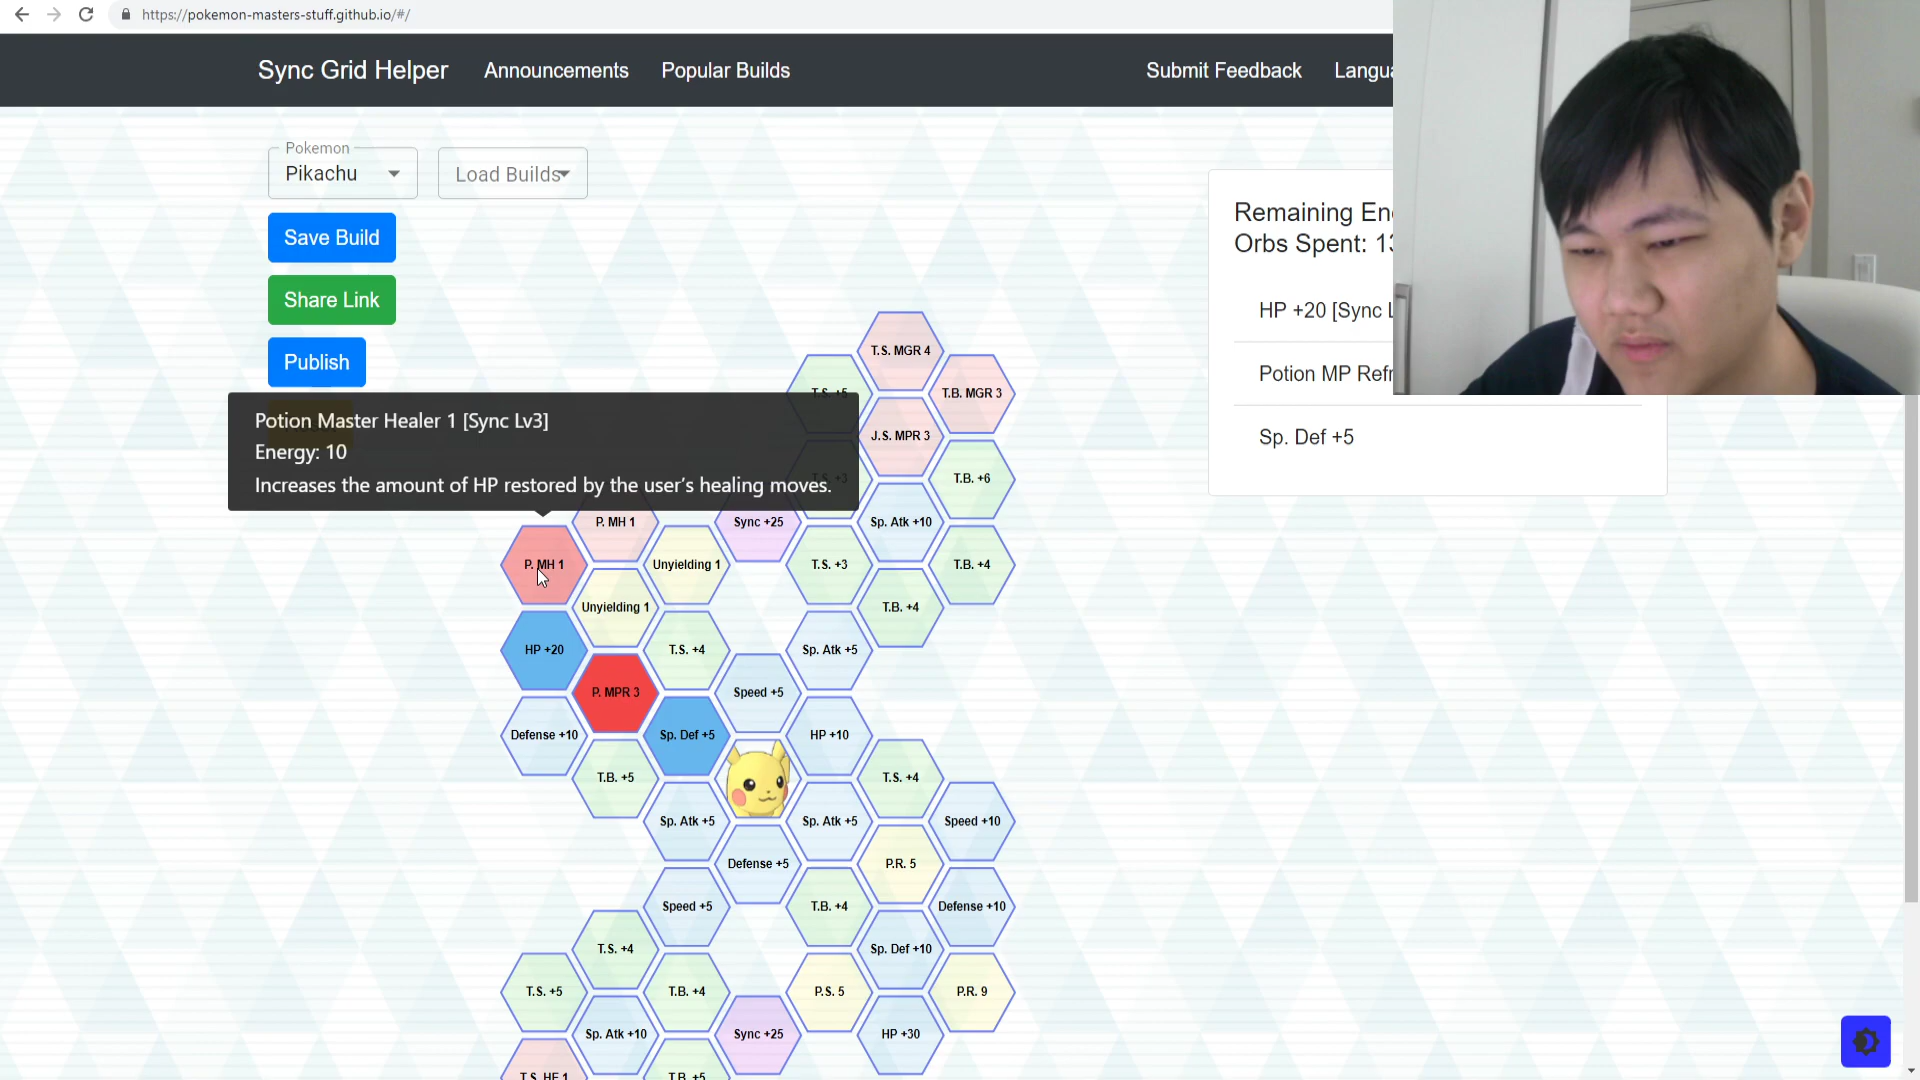 https://pokemon-masters-stuff.github.io/#/
Sync Grid Helper
Announcements
Popular Builds
Submit Feedback
Pokemon
Pikachu
Load Builds
Save Build
Share Link
Publish
Remaining
Orbs Spent:
HP +20 [Sync
Potion MP
Sp. Def +5
Potion Master Healer 1 [Sync Lv3]
Energy: 10
Increases the amount of HP restored by the user's healing moves.
T.S. MGR 4
T.S. +5
T.B. MGR 3
J.S. MPR 3
T.S. +3
T.B. +6
P. MH 1
Sync +25
Sp. Atk +10
P. MH 1
Unyielding 1
T.S. +3
T.B. +4
Unyielding 1
T.B. +4
HP +20
T.S. +4
Sp. Atk +5
P. MPR 3
Speed +5
Defense +10
Sp. Def +5
HP +10
T.B. +5
T.S. +4
Sp. Atk +5
Sp. Atk +5
Speed +10
Defense +5
P.R. 5
Speed +5
T.B. +4
Defense +10
T.S. +4
Sp. Def +10
T.S. +5
T.B. +4
P.S. 5
P.R. 9
Sp. Atk +10
Sync +25
HP +30
T.S. HE 1
T.B. +5